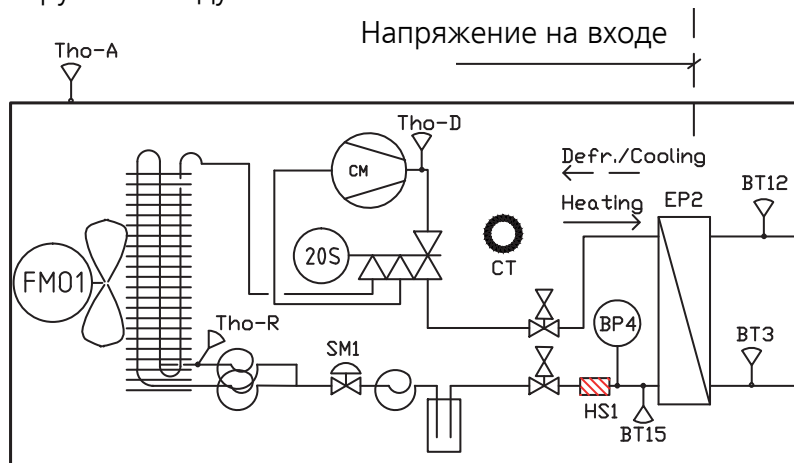 Напряжение на входе
Tho-A
Tho-D
CM
Defr./Cooling
Heating
EP2
BT12
20S
CT
FM01
Tho-R
SM1
BP4
BT3
HS1
BT15